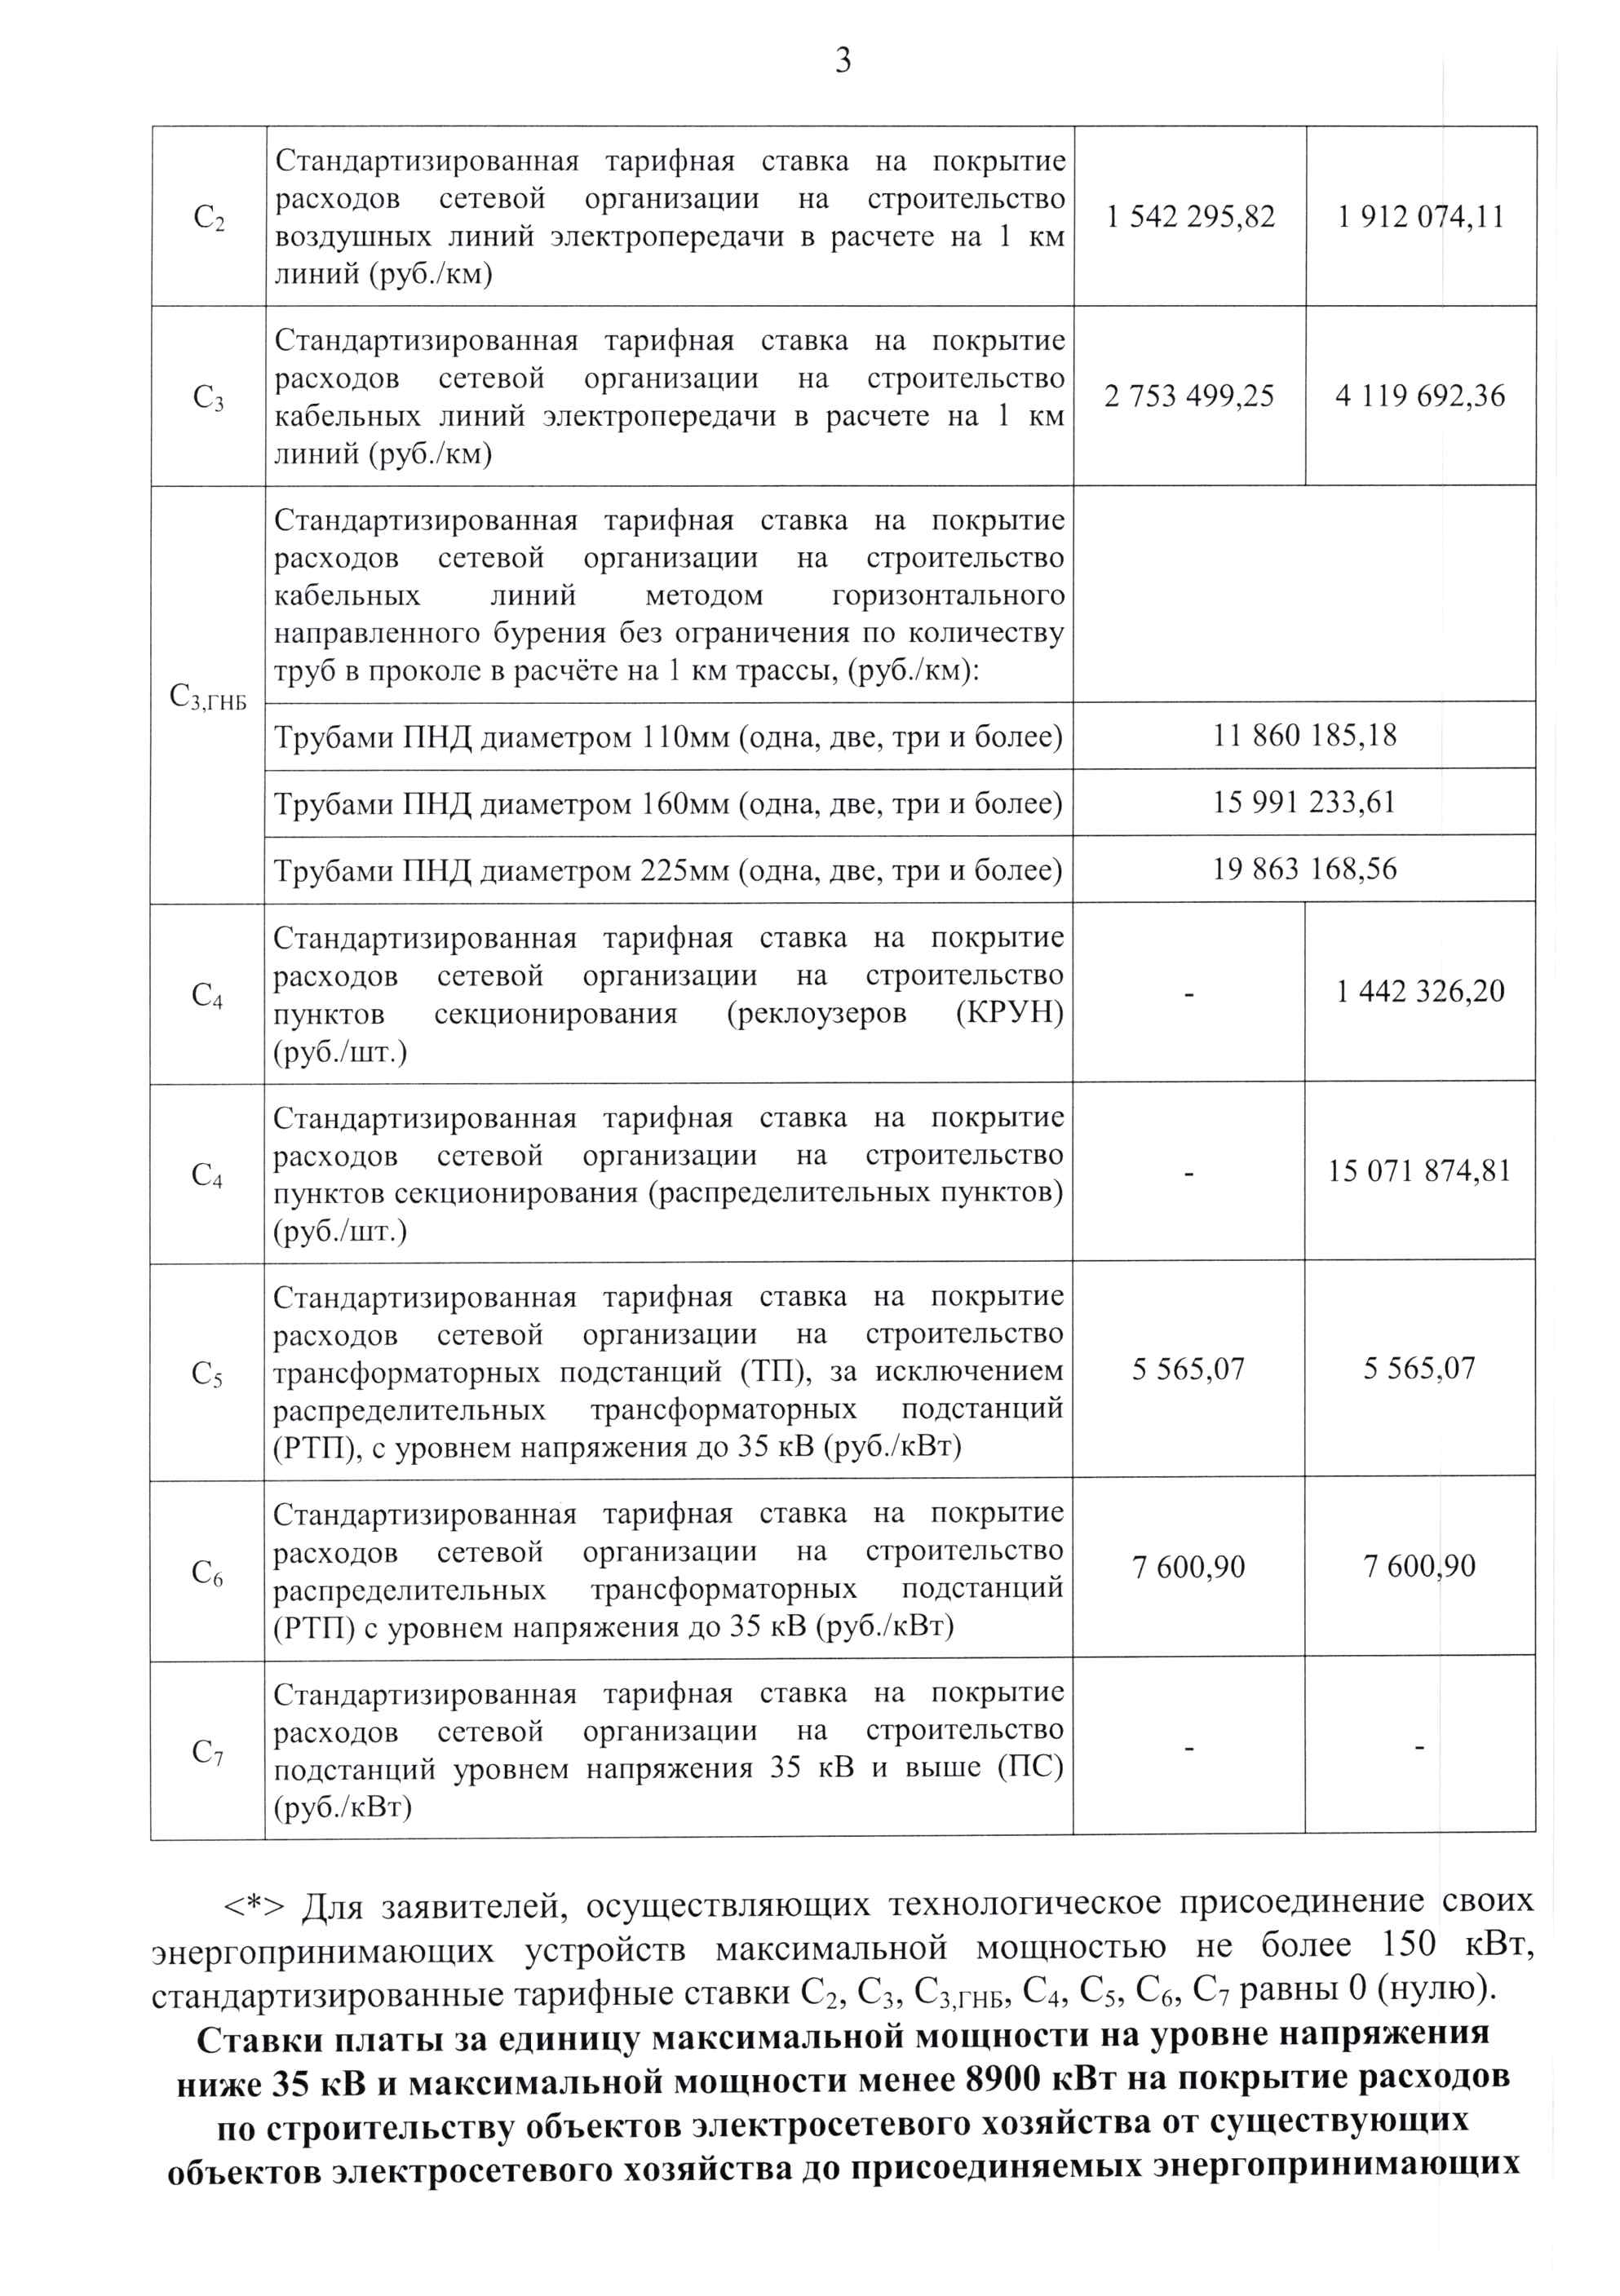 3
С2
Стандартизированная тарифная ставка на покрытие
расходов сетевой организации на строительство
воздушных линий электропередачи в расчете на 1 км
линий (руб./км)
1 542 295,82
1 912 074,11
С3
Стандартизированная тарифная ставка на покрытие
расходов сетевой организации на строительство
кабельных линий электропередачи в расчете на 1 км
линий (руб./км)
2 753 499,25
4 119 692,36
С3,ГНБ
Стандартизированная тарифная ставка на покрытие
расходов сетевой организации на строительство
кабельных линий методом горизонтального
направленного бурения без ограничения по количеству
труб в проколе в расчёте на 1 км трассы, (руб./км):
Трубами ПНД диаметром 110мм (одна, две, три и более)
11 860 185,18
Трубами ПНД диаметром 160мм (одна, две, три и более)
15 991 233,61
Трубами ПНД диаметром 225мм (одна, две, три и более)
19 863 168,56
С4
Стандартизированная тарифная ставка на покрытие
расходов сетевой организации на строительство
пунктов секционирования (реклоузеров (КРУН)
(руб./шт.)
-
1 442 326,20
С4
Стандартизированная тарифная ставка на покрытие
расходов сетевой организации на строительство
пунктов секционирования (распределительных пунктов)
(руб./шт.)
-
15 071 874,81
С5
Стандартизированная тарифная ставка на покрытие
расходов сетевой организации на строительство
трансформаторных подстанций (ТП), за исключением
распределительных трансформаторных подстанций
(РТП), с уровнем напряжения до 35 кВ (руб./кВт)
5 565,07
5 565,07
С6
Стандартизированная тарифная ставка на покрытие
расходов сетевой организации на строительство
распределительных трансформаторных подстанций
(РТП) с уровнем напряжения до 35 кВ (руб./кВт)
7 600,90
7 600,90
С7
Стандартизированная тарифная ставка на покрытие
расходов сетевой организации на строительство
подстанций уровнем напряжения 35 кВ и выше (ПС)
(руб./кВт)
-
-
<*> Для заявителей, осуществляющих технологическое присоединение своих
энергопринимающих устройств максимальной мощностью не более 150 кВт,
стандартизированные тарифные ставки С2, С3, С3,ГНБ, С4, С5, С6, С7 равны 0 (нулю).
Ставки платы за единицу максимальной мощности на уровне напряжения
ниже 35 кВ и максимальной мощности менее 8900 кВт на покрытие расходов
по строительству объектов электросетевого хозяйства от существующих
объектов электросетевого хозяйства до присоединяемых энергопринимающих